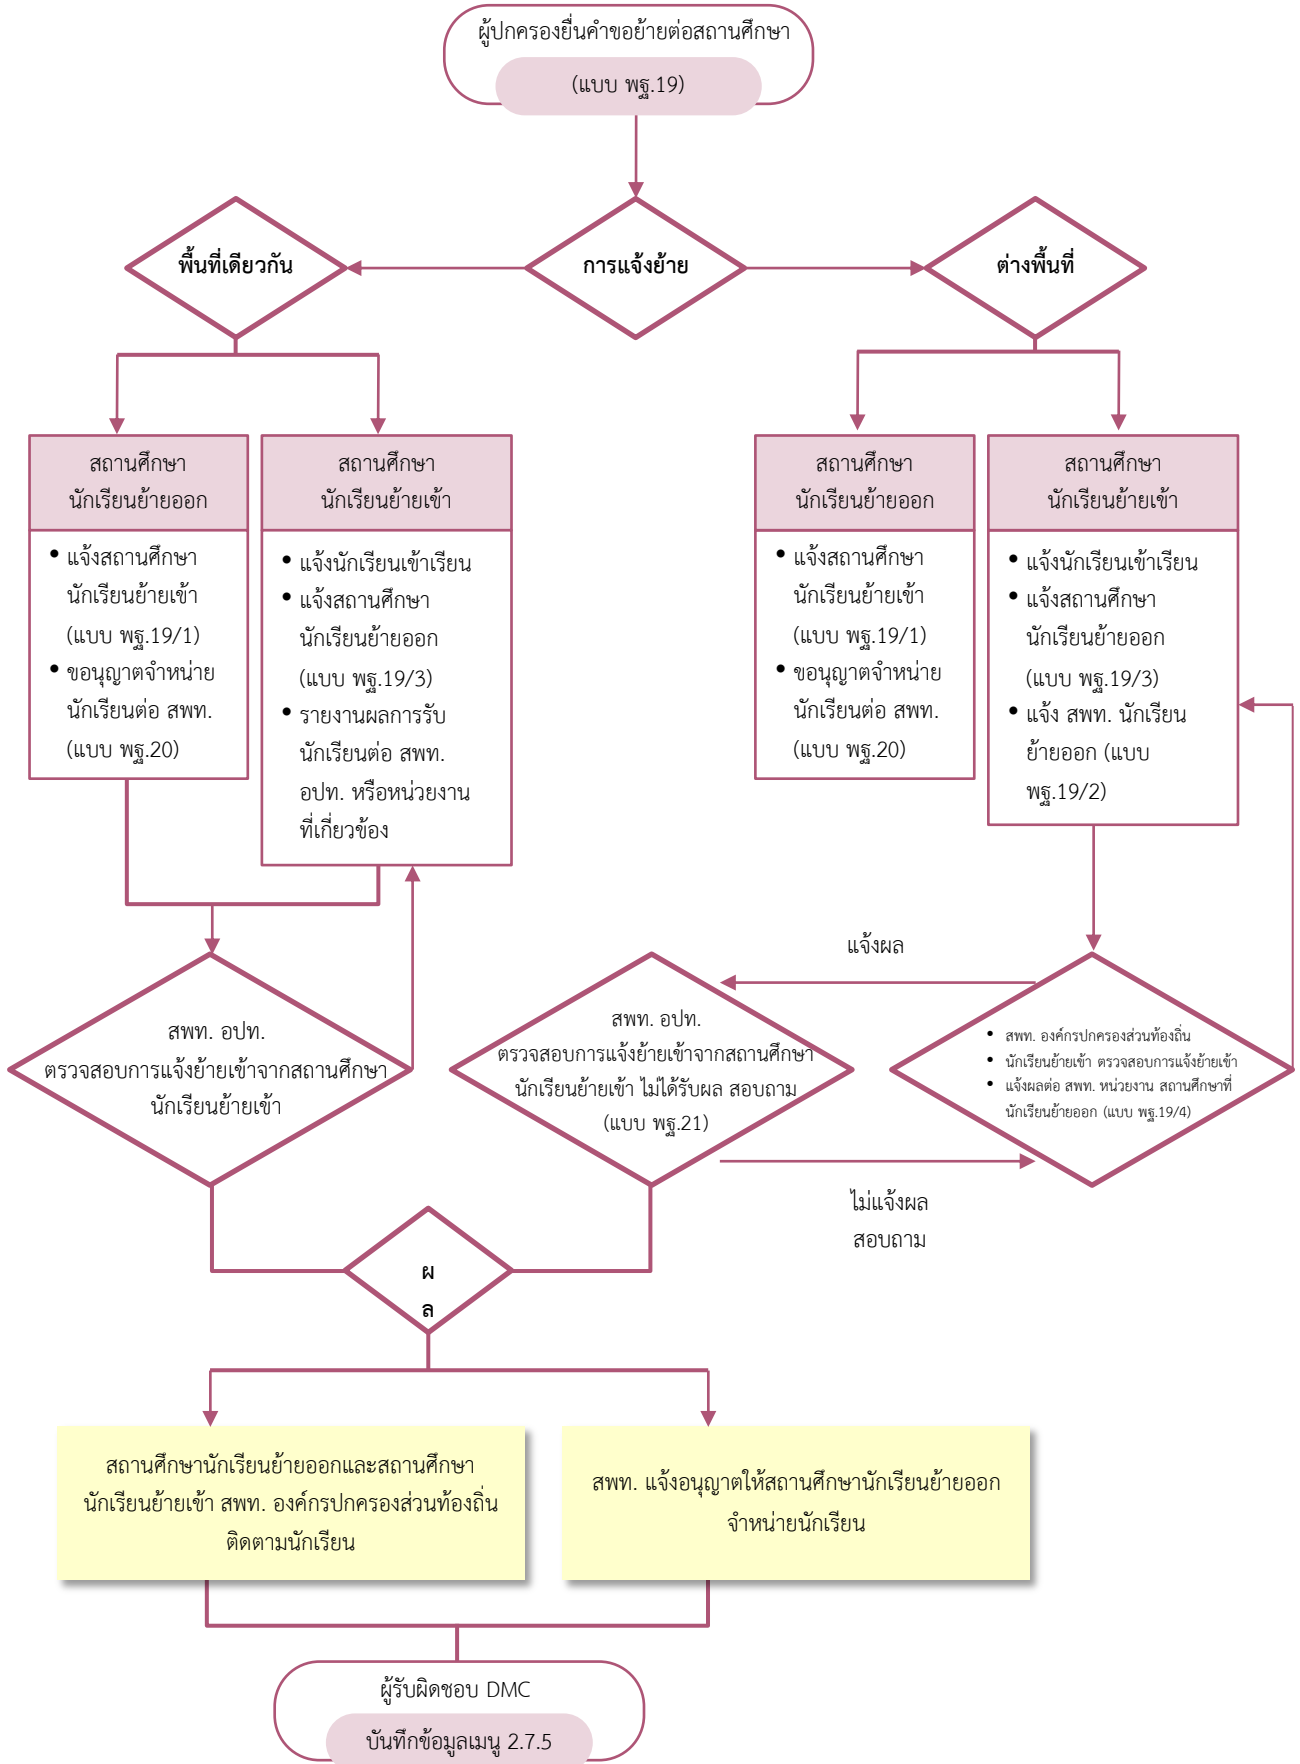 ผู้ปกครองยื่นคำขอย้ายต่อสถานศึกษา
(แบบ พฐ.19)
พื้นที่เดียวกัน
การแจ้งย้าย
ต่างพื้นที่
สถานศึกษา
นักเรียนย้ายออก
• แจ้งสถานศึกษา
นักเรียนย้ายเข้า
(แบบ พฐ.19/1)
• ขอนุญาตจำหน่าย
นักเรียนต่อ สพท.
(แบบ พฐ.20)
สถานศึกษา
นักเรียนย้ายเข้า
• แจ้งนักเรียนเข้าเรียน
• แจ้งสถานศึกษา
นักเรียนย้ายออก
(แบบ พฐ.19/3)
• รายงานผลการรับ
นักเรียนต่อ สพท.
อปท. หรือหน่วยงาน
ที่เกี่ยวข้อง
สถานศึกษา
นักเรียนย้ายออก
• แจ้งสถานศึกษา
นักเรียนย้ายเข้า
(แบบ พฐ.19/1)
• ขอนุญาตจำหน่าย
นักเรียนต่อ สพท.
(แบบ พฐ.20)
สถานศึกษา
นักเรียนย้ายเข้า
• แจ้งนักเรียนเข้าเรียน
• แจ้งสถานศึกษา
นักเรียนย้ายออก
(แบบ พฐ.19/3)
• แจ้ง สพท. นักเรียน
ย้ายออก (แบบ
พฐ.19/2)
สพท. อปท.
ตรวจสอบการแจ้งย้ายเข้าจากสถานศึกษา
นักเรียนย้ายเข้า
แจ้งผล
สพท. อปท.
ตรวจสอบการแจ้งย้ายเข้าจากสถานศึกษา
นักเรียนย้ายเข้า ไม่ได้รับผล สอบถาม
(แบบ พฐ.21)
• สพท. องค์กรปกครองส่วนท้องถิ่น
• นักเรียนย้ายเข้า ตรวจสอบการแจ้งย้ายเข้า
• แจ้งผลต่อ สพท. หน่วยงาน สถานศึกษาที่
นักเรียนย้ายออก (แบบ พฐ.19/4)
ไม่แจ้งผล
สอบถาม
ผ
ล
สถานศึกษานักเรียนย้ายออกและสถานศึกษา
นักเรียนย้ายเข้า สพท. องค์กรปกครองส่วนท้องถิ่น
ติดตามนักเรียน
สพท. แจ้งอนุญาตให้สถานศึกษานักเรียนย้ายออก
จำหน่ายนักเรียน
ผู้รับผิดชอบ DMC
บันทึกข้อมูลเมนู 2.7.5